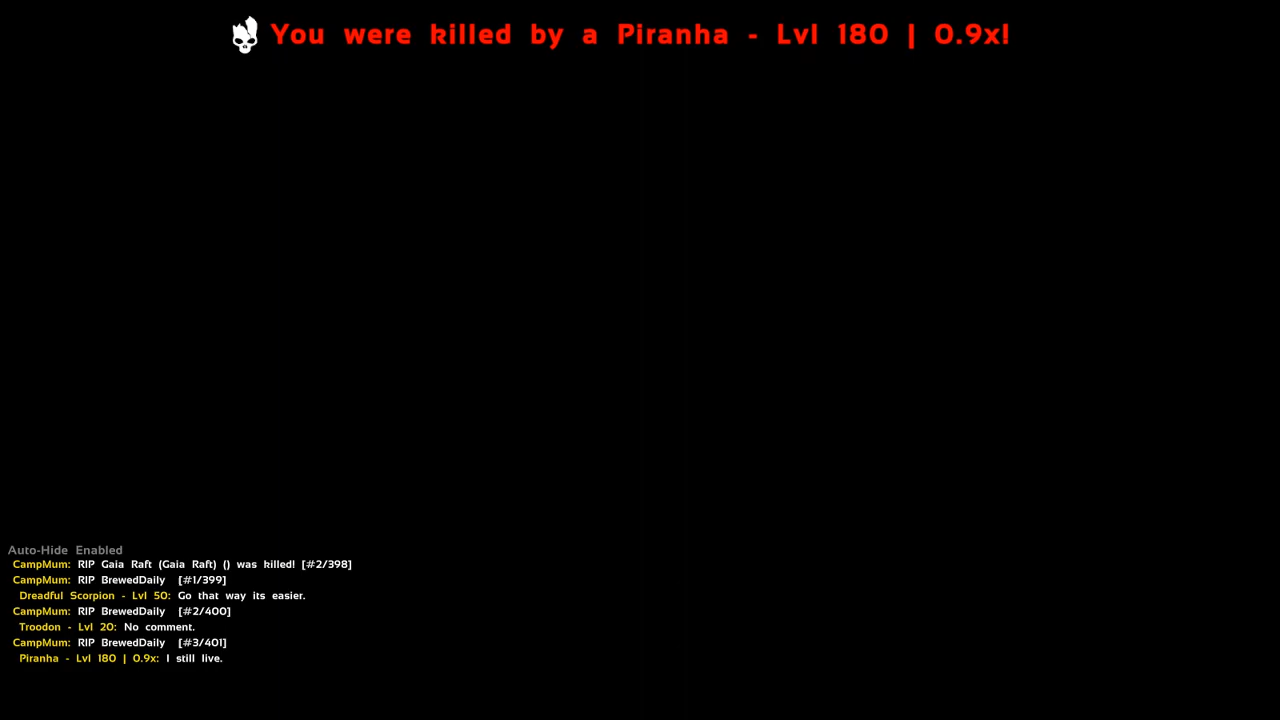 You were killed by a Piranha - Lvl 180 | 0.9x!
Auto-Hide Enabled
CampMum: RIP Gaia Raft (Gaia Raft) () was killed! [#2/398]
CampMum: RIP BrewedDaily [#1/399]
Dreadful Scorpion - Lvl 50: Go that way its easier.
CampMum: RIP BrewedDaily [#2/400]
Troodon - Lvl 20: No comment.
CampMum: RIP BrewedDaily [#3/401]
Piranha - Lvl 180 | 0.9x: I still live.